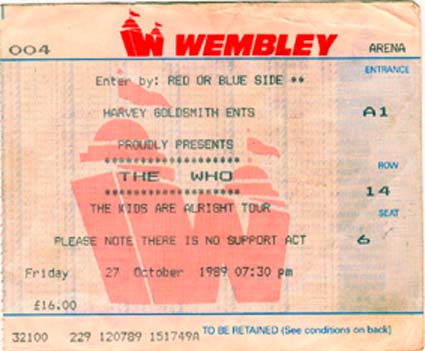 WEMBLEY
004 ARENA
Enter by: RED OR BLUE SIDE ** ENTRANCE
HARVEY GOLDSMITH ENTS A1
PROUDLY PRESENTS
********************
THE WHO ROW
******************** 14
THE KIDS ARE ALRIGHT TOUR SEAT
PLEASE NOTE THERE IS NO SUPPORT ACT 6
Friday 27 October 1989 07:30 pm
£16.00
32100 229 120789 151749A TO BE RETAINED (See conditions on back)